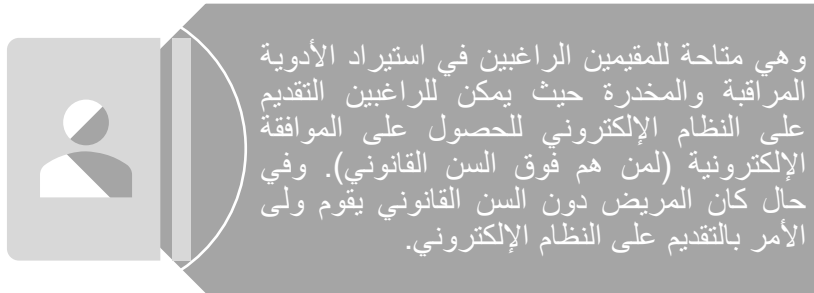 وهي متاحة للمقيمين الراغبين في استيراد الأدوية
المراقبة والمخدرة حيث يمكن للراغبين التقديم
على النظام الإلكتروني للحصول على الموافقة
الإلكترونية (لمن هم فوق السن القانوني). وفي
حال كان المريض دون السن القانوني يقوم ولى
الأمر بالتقديم على النظام الإلكتروني.